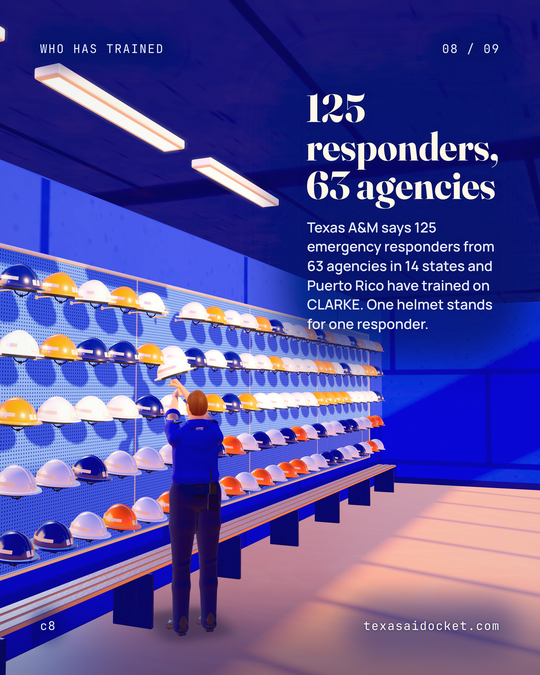 WHO HAS TRAINED
08 / 09
125
responders,
63 agencies
Texas A&M says 125
emergency responders from
63 agencies in 14 states and
Puerto Rico have trained on
CLARKE. One helmet stands
for one responder.
c8
texasaidocket.com